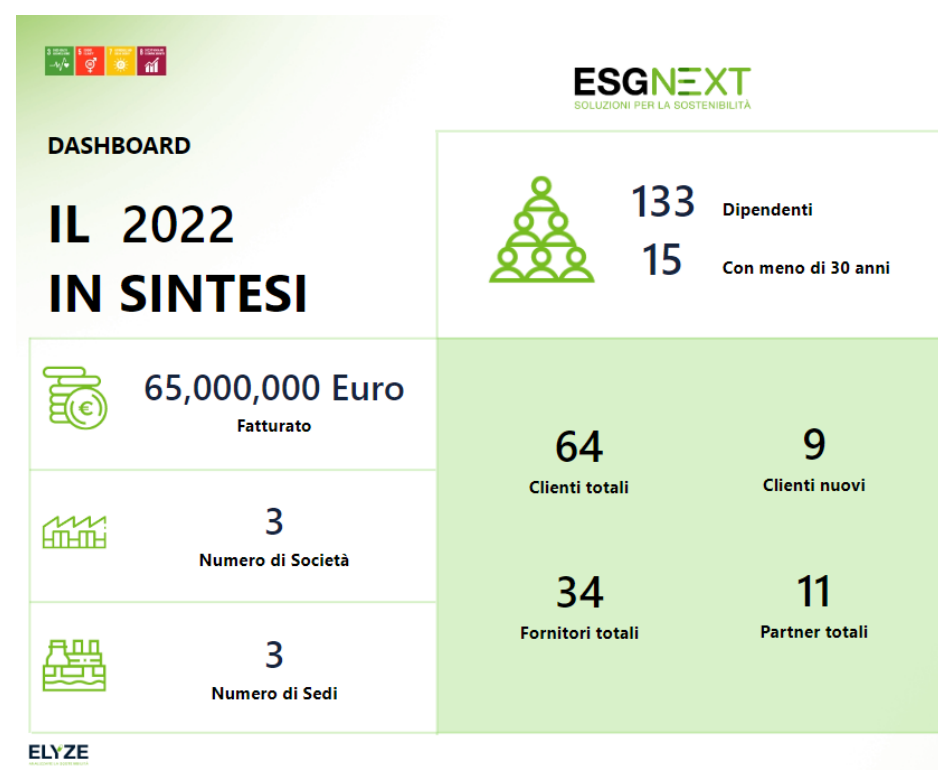 ESGNEXT
SOLUZIONI PER LA SOSTENIBILITÀ
DASHBOARD
IL 2022
IN SINTESI
133 Dipendenti
15 Con meno di 30 anni
65,000,000 Euro
Fatturato
3
Numero di Società
3
Numero di Sedi
64
Clienti totali
9
Clienti nuovi
34
Fornitori totali
11
Partner totali
ELYZE